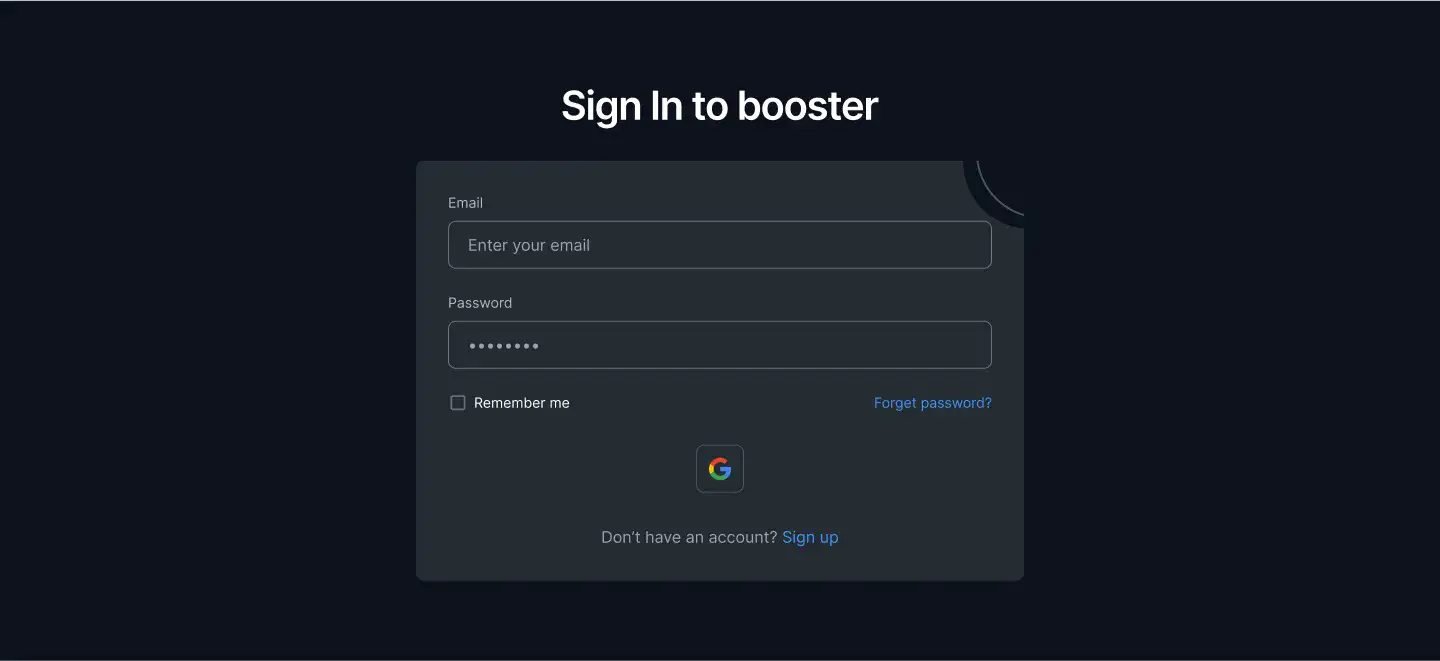 Sign In to booster
Email
Enter your email
Password
••••••••
Remember me
Forget password?
Don’t have an account? Sign up